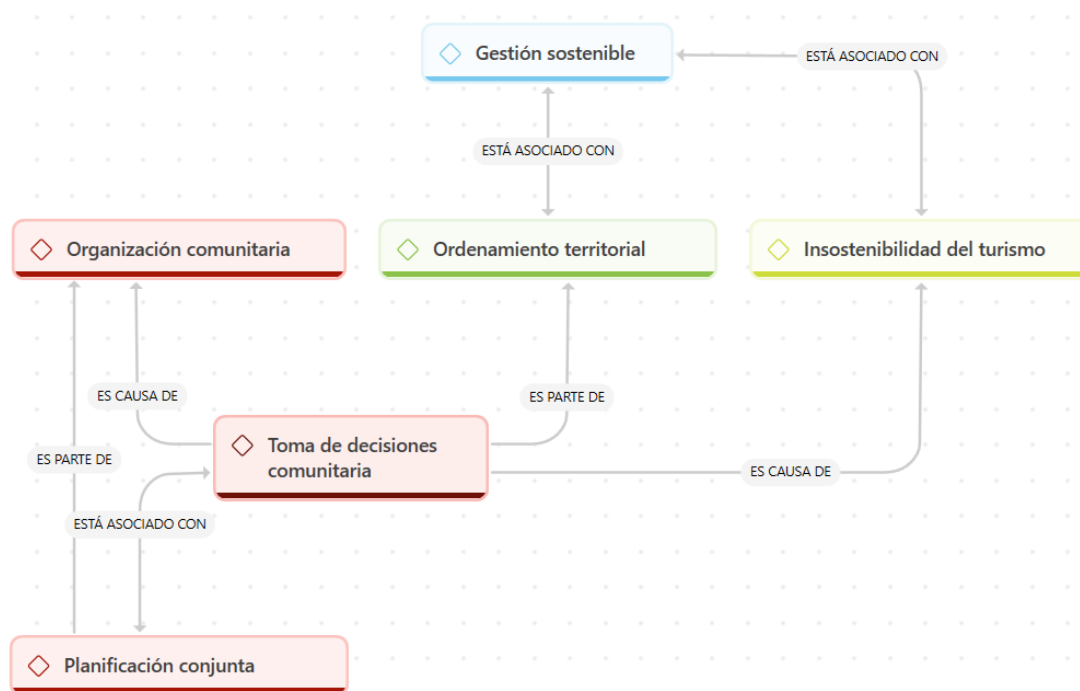 Gestión sostenible
ESTÁ ASOCIADO CON
ESTÁ ASOCIADO CON
Organización comunitaria
Ordenamiento territorial
Insostenibilidad del turismo
ES CAUSA DE
ES PARTE DE
Toma de decisiones
comunitaria
ES PARTE DE
ES CAUSA DE
ESTÁ ASOCIADO CON
Planificación conjunta